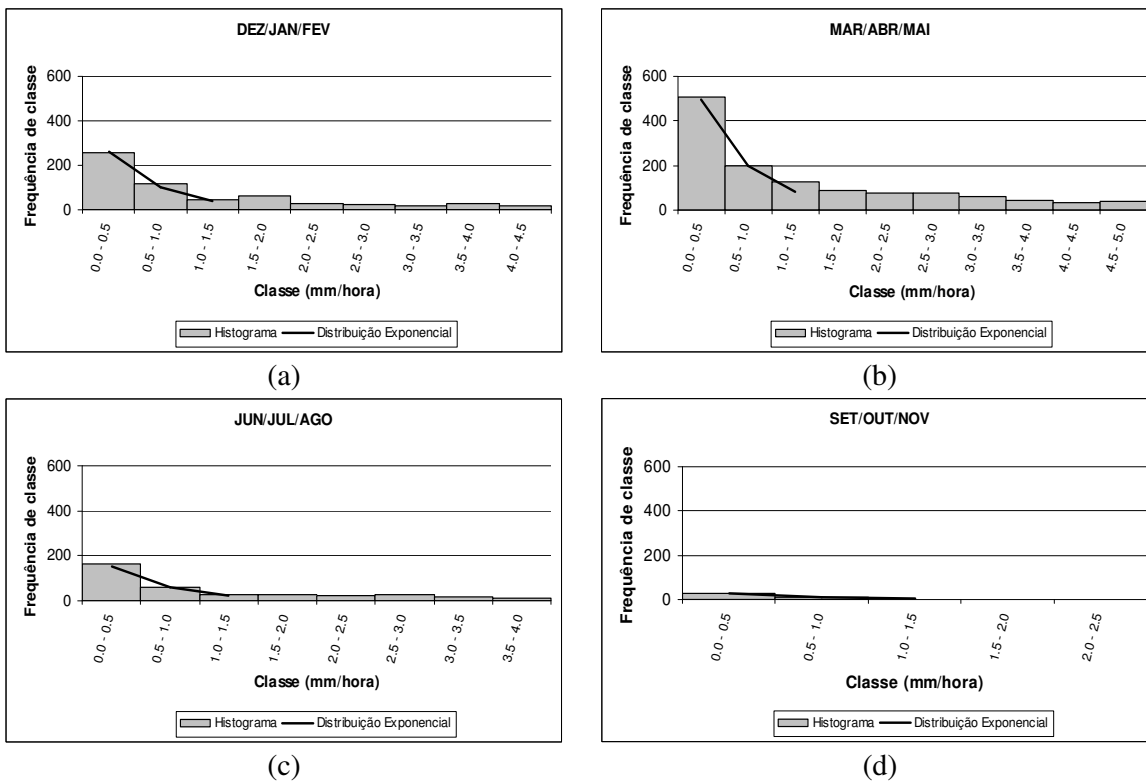 DEZ/JAN/FEV
Frequência de classe
600
400
200
0
0.0 - 0.5
0.5 - 1.0
1.0 - 1.5
1.5 - 2.0
2.0 - 2.5
2.5 - 3.0
3.0 - 3.5
3.5 - 4.0
4.0 - 4.5
Classe (mm/hora)
Histograma
Distribuição Exponencial
(a)
MAR/ABR/MAI
Frequência de classe
600
400
200
0
0.0 - 0.5
0.5 - 1.0
1.0 - 1.5
1.5 - 2.0
2.0 - 2.5
2.5 - 3.0
3.0 - 3.5
3.5 - 4.0
4.0 - 4.5
4.5 - 5.0
Classe (mm/hora)
Histograma
Distribuição Exponencial
(b)
JUN/JUL/AGO
Frequência de classe
600
400
200
0
0.0 - 0.5
0.5 - 1.0
1.0 - 1.5
1.5 - 2.0
2.0 - 2.5
2.5 - 3.0
3.0 - 3.5
3.5 - 4.0
Classe (mm/hora)
Histograma
Distribuição Exponencial
(c)
SET/OUT/NOV
Frequência de classe
600
400
200
0
0.0 - 0.5
0.5 - 1.0
1.0 - 1.5
1.5 - 2.0
2.0 - 2.5
Classe (mm/hora)
Histograma
Distribuição Exponencial
(d)